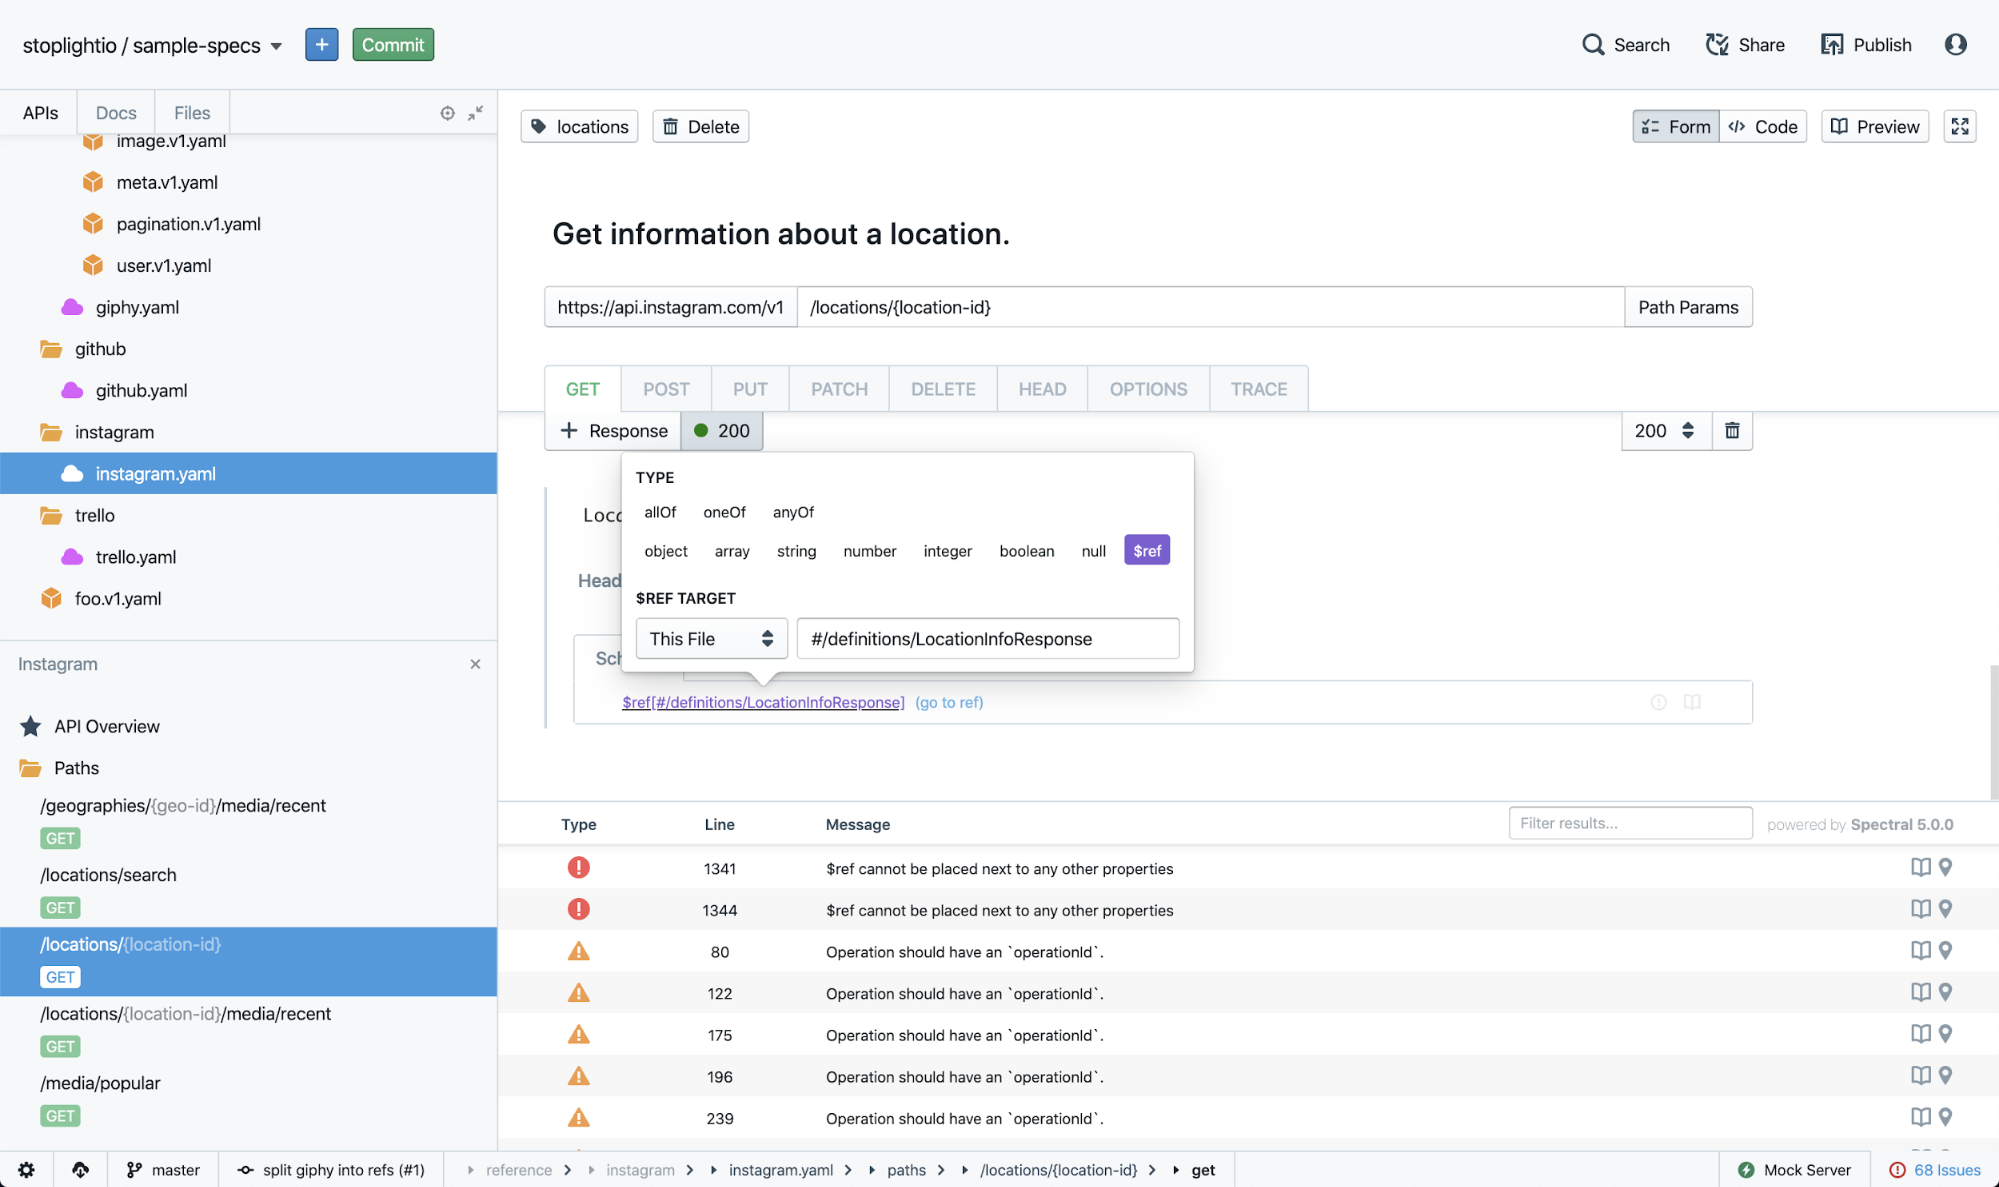 stoplightio / sample-specs
Commit
Search
Share
Publish
APIs
Docs
Files
image.v1.yaml
meta.v1.yaml
pagination.v1.yaml
user.v1.yaml
giphy.yaml
github
github.yaml
instagram
instagram.yaml
trello
trello.yaml
foo.v1.yaml
Instagram
API Overview
Paths
/geographies/{geo-id}/media/recent
GET
/locations/search
GET
/locations/{location-id}
GET
/locations/{location-id}/media/recent
GET
/media/popular
GET
locations
Delete
Form
Code
Preview
Get information about a location.
https://api.instagram.com/v1 /locations/{location-id} Path Params
GET POST PUT PATCH DELETE HEAD OPTIONS TRACE
+ Response 200 200
TYPE
allOf oneOf anyOf
object array string number integer boolean null $ref
Head
$REF TARGET
This File #/definitions/LocationInfoResponse
$ref[#/definitions/LocationInfoResponse] (go to ref)
Type Line Message Filter results... powered by Spectral 5.0.0
1341 $ref cannot be placed next to any other properties
1344 $ref cannot be placed next to any other properties
80 Operation should have an `operationId`.
122 Operation should have an `operationId`.
175 Operation should have an `operationId`.
196 Operation should have an `operationId`.
239 Operation should have an `operationId`.
master
split giphy into refs (#1)
reference > instagram > instagram.yaml > paths > /locations/{location-id} > get
Mock Server
68 Issues